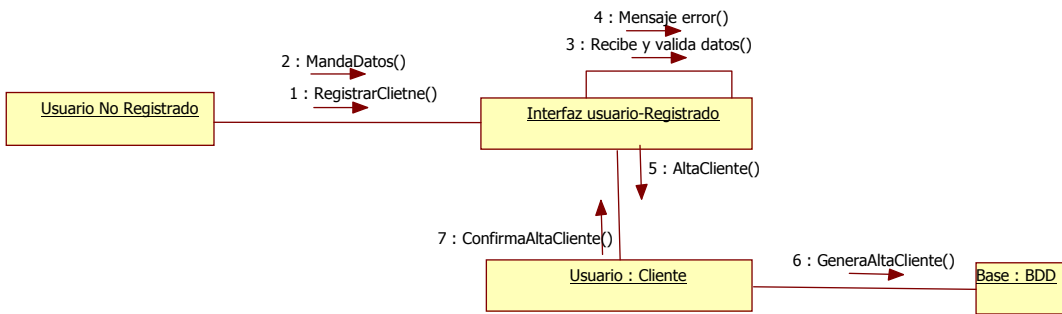 4 : Mensaje error()
3 : Recibe y valida datos()
2 : MandaDatos()
1 : RegistrarClietne()
Usuario No Registrado
Interfaz usuario-Registrado
5 : AltaCliente()
7 : ConfirmaAltaCliente()
6 : GeneraAltaCliente()
Usuario : Cliente
Base : BDD